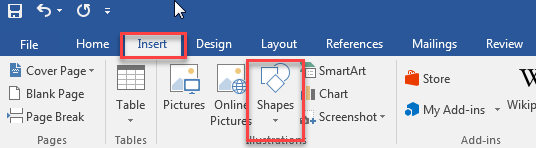 File Home Insert Design Layout References Mailings Review
Cover Page
Blank Page
Page Break
Pages
Table
Tables
Pictures
Online
Pictures
Shapes
SmartArt
Chart
Screenshot
Illustrations
Store
My Add-ins
Wikip
Add-ins